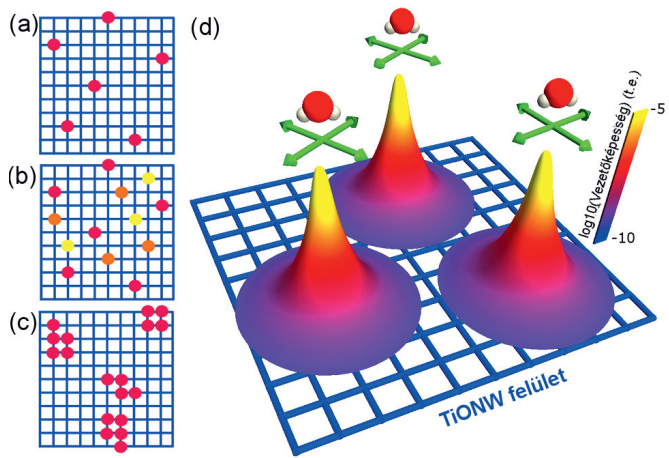 (a)
(b)
(c)
(d)
log10(Vezetőképesség) (t.e.)
-5
-10
TiONW felület